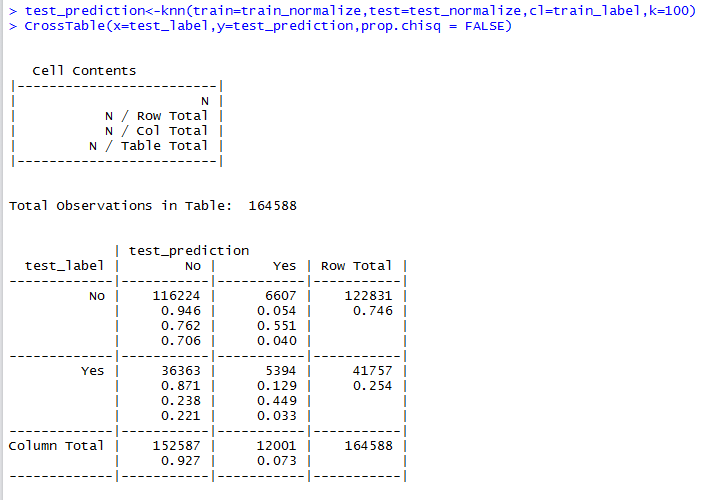 > test_prediction<-knn(train=train_normalize,test=test_normalize,cl=train_label,k=100)
> CrossTable(x=test_label,y=test_prediction,prop.chisq = FALSE)
   Cell Contents
|-------------------------|
|                       N |
|           N / Row Total |
|           N / Col Total |
|         N / Table Total |
|-------------------------|
Total Observations in Table:  164588
             | test_prediction
  test_label |        No |       Yes | Row Total |
-------------|-----------|-----------|-----------|
          No |    116224 |      6607 |    122831 |
             |     0.946 |     0.054 |     0.746 |
             |     0.762 |     0.551 |           |
             |     0.706 |     0.040 |           |
-------------|-----------|-----------|-----------|
         Yes |     36363 |      5394 |     41757 |
             |     0.871 |     0.129 |     0.254 |
             |     0.238 |     0.449 |           |
             |     0.221 |     0.033 |           |
-------------|-----------|-----------|-----------|
Column Total |    152587 |     12001 |    164588 |
             |     0.927 |     0.073 |           |
-------------|-----------|-----------|-----------|